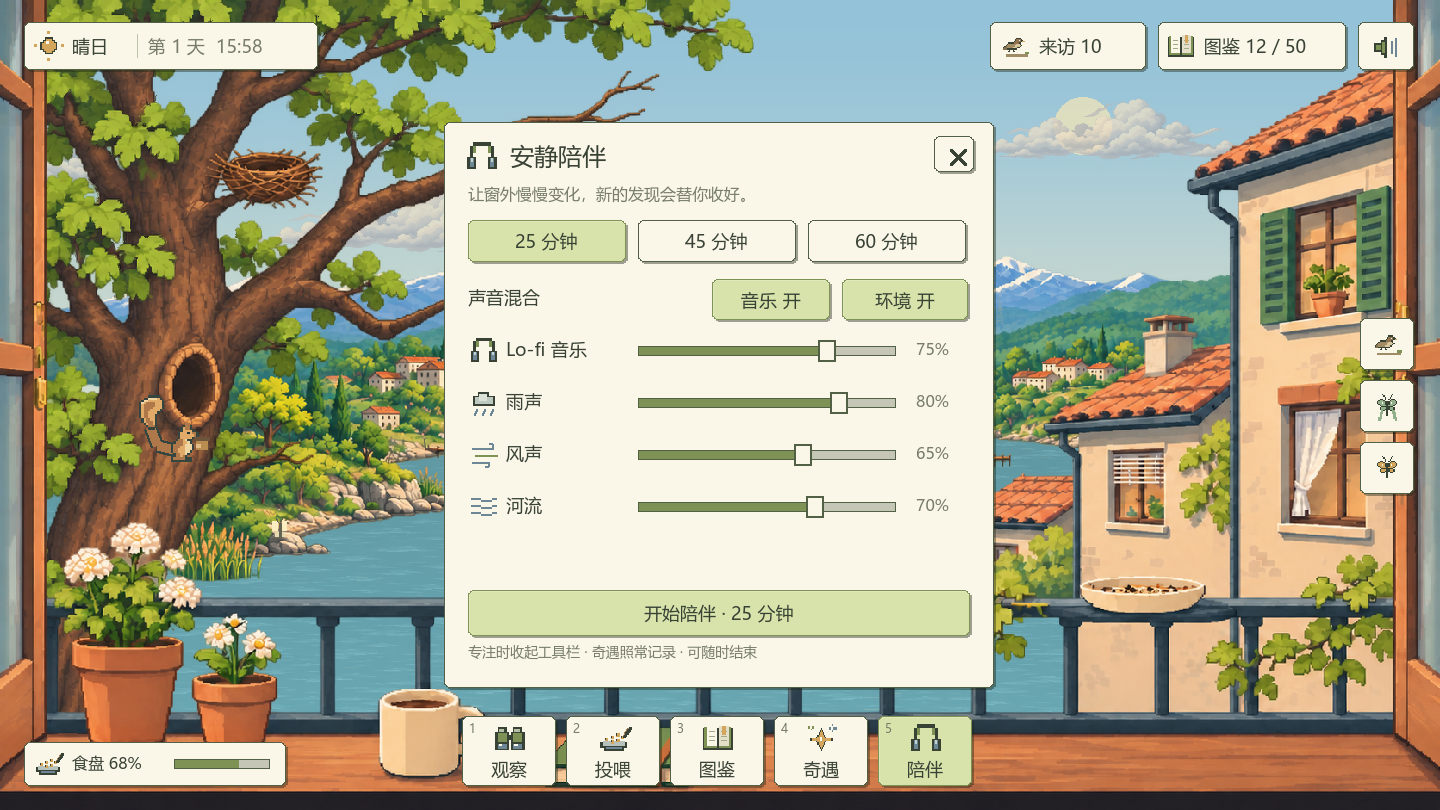 晴日 第 1 天 15:58
来访 10
图鉴 12 / 50
安静陪伴
让窗外慢慢变化，新的发现会替你收好。
25 分钟 45 分钟 60 分钟
声音混合 音乐 开 环境 开
Lo-fi 音乐 75%
雨声 80%
风声 65%
河流 70%
开始陪伴 · 25 分钟
专注时收起工具栏 · 奇遇照常记录 · 可随时结束
食盘 68%
1 观察
2 投喂
3 图鉴
4 奇遇
5 陪伴